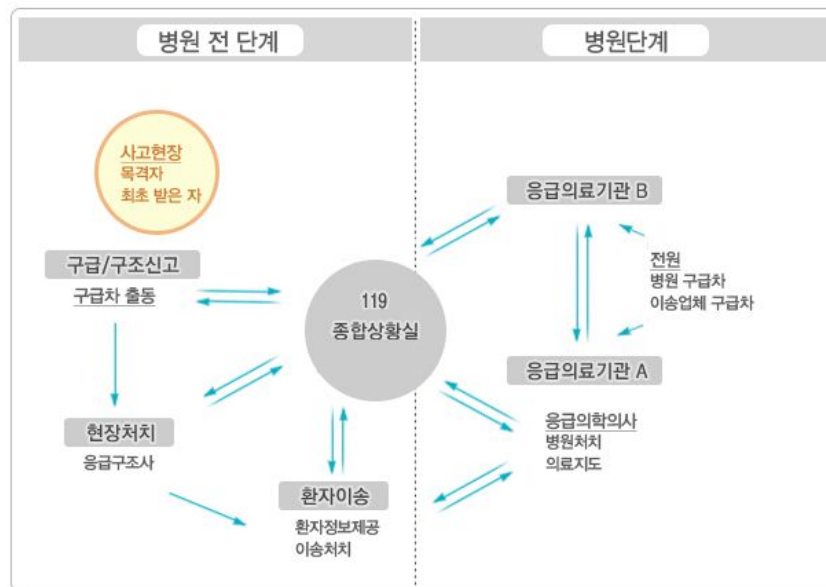 병원 전 단계
병원단계
사고현장
목격자
최초 받은 자
구급/구조신고
구급차 출동
119
종합상황실
현장처치
응급구조사
환자이송
환자정보제공
이송처치
응급의료기관 B
전원
병원 구급차
이송업체 구급차
응급의료기관 A
응급의학의사
병원처치
의료지도